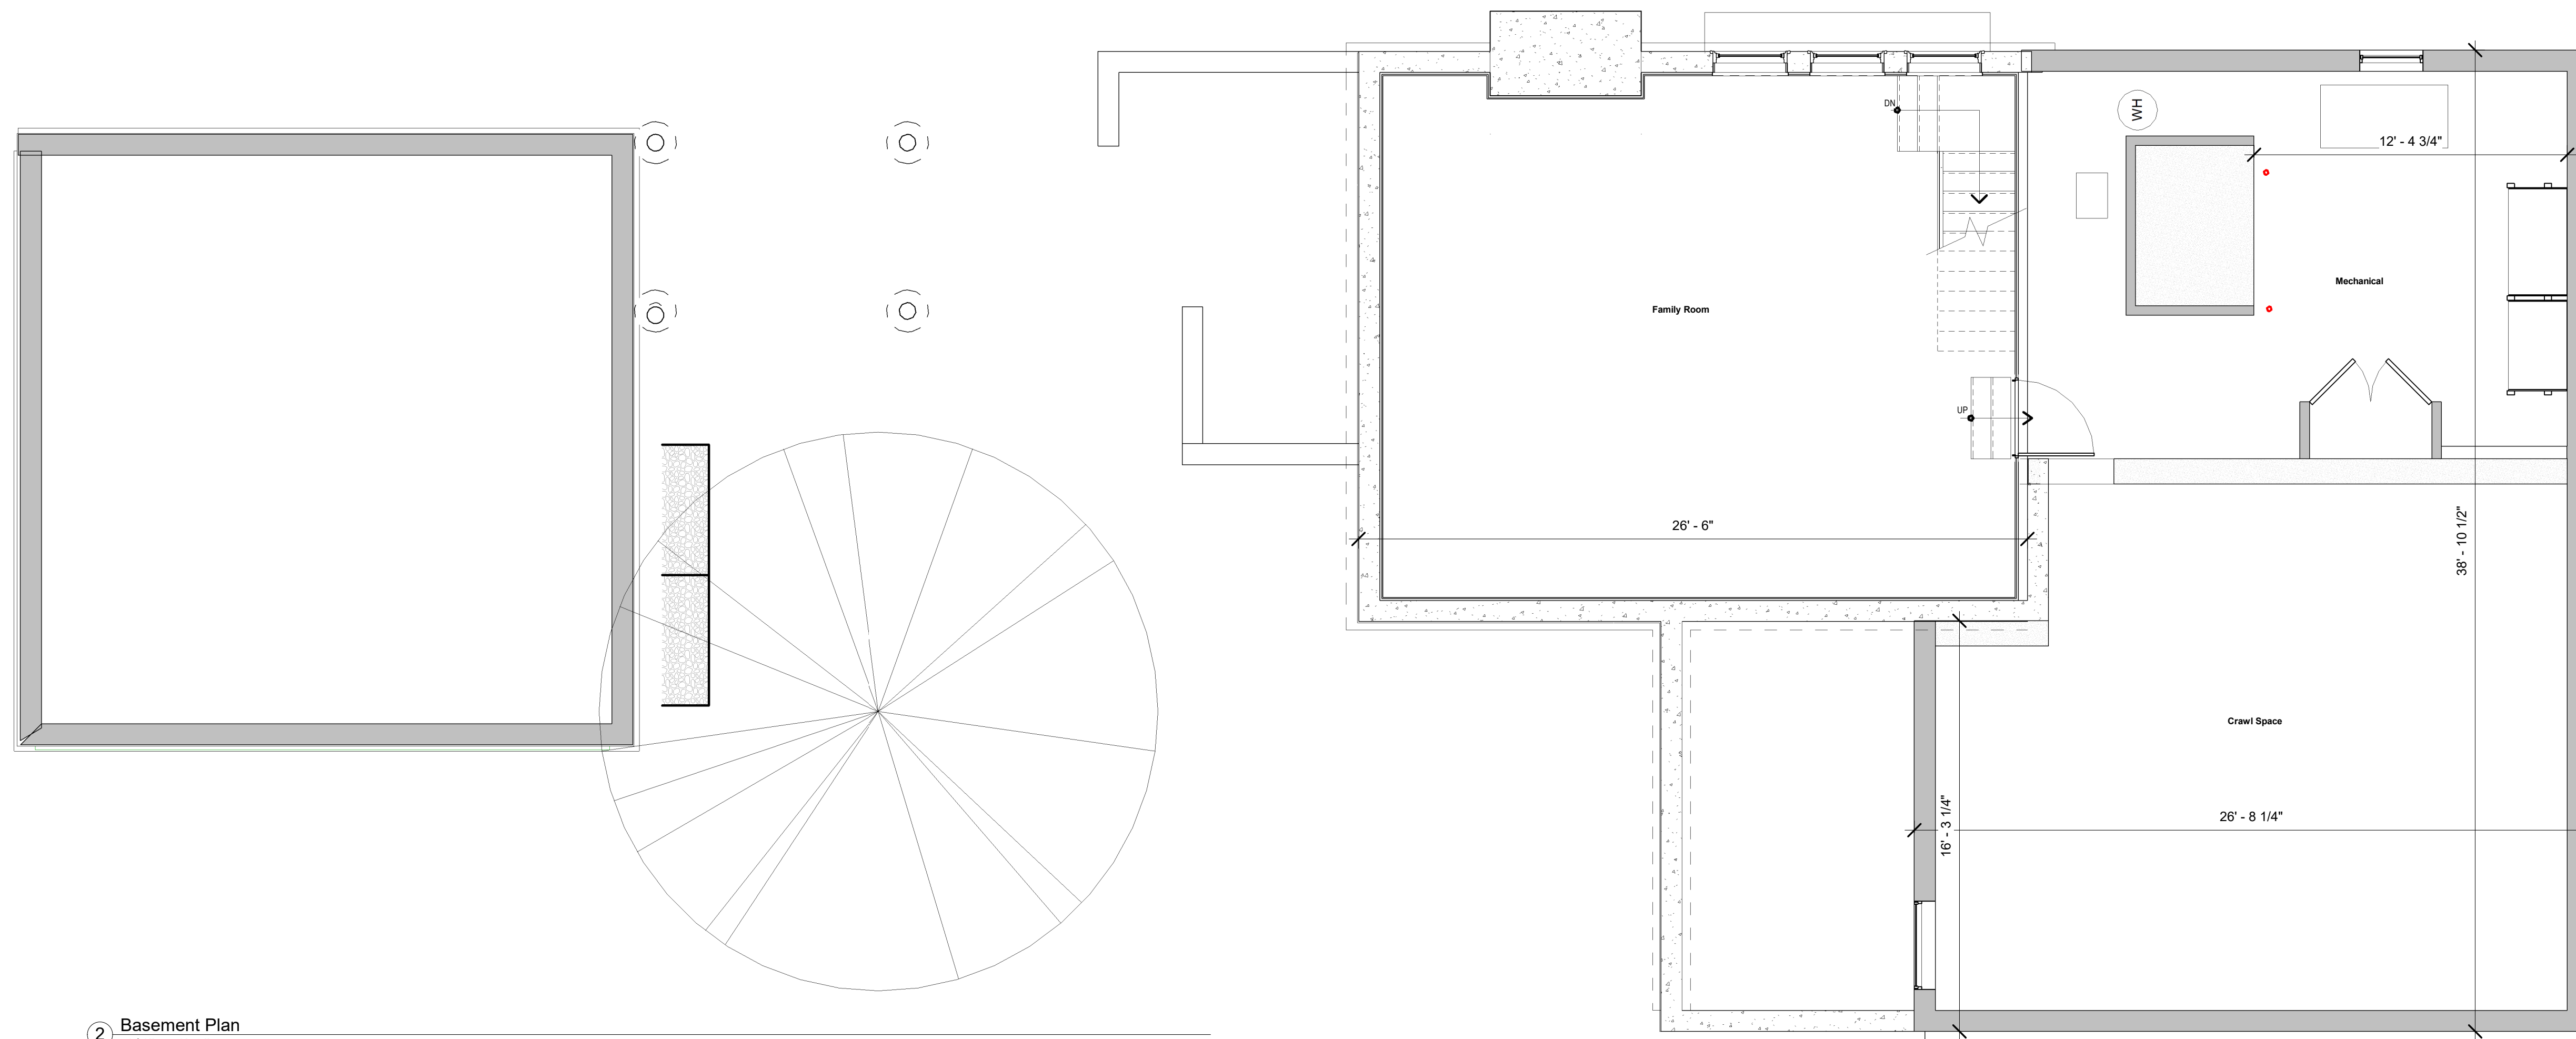 DN
WH
12' - 4 3/4"
Mechanical
Family Room
UP
26' - 6"
38' - 10 1/2"
Crawl Space
26' - 8 1/4"
16' - 3 1/4"
2
Basement Plan